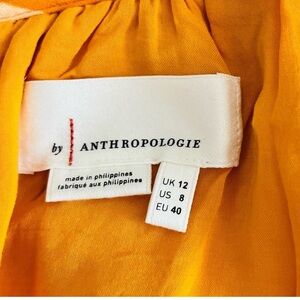 by ANTHROPOLOGIE
made in philippines
fabriqué aux philippines
UK 12
US 8
EU 40